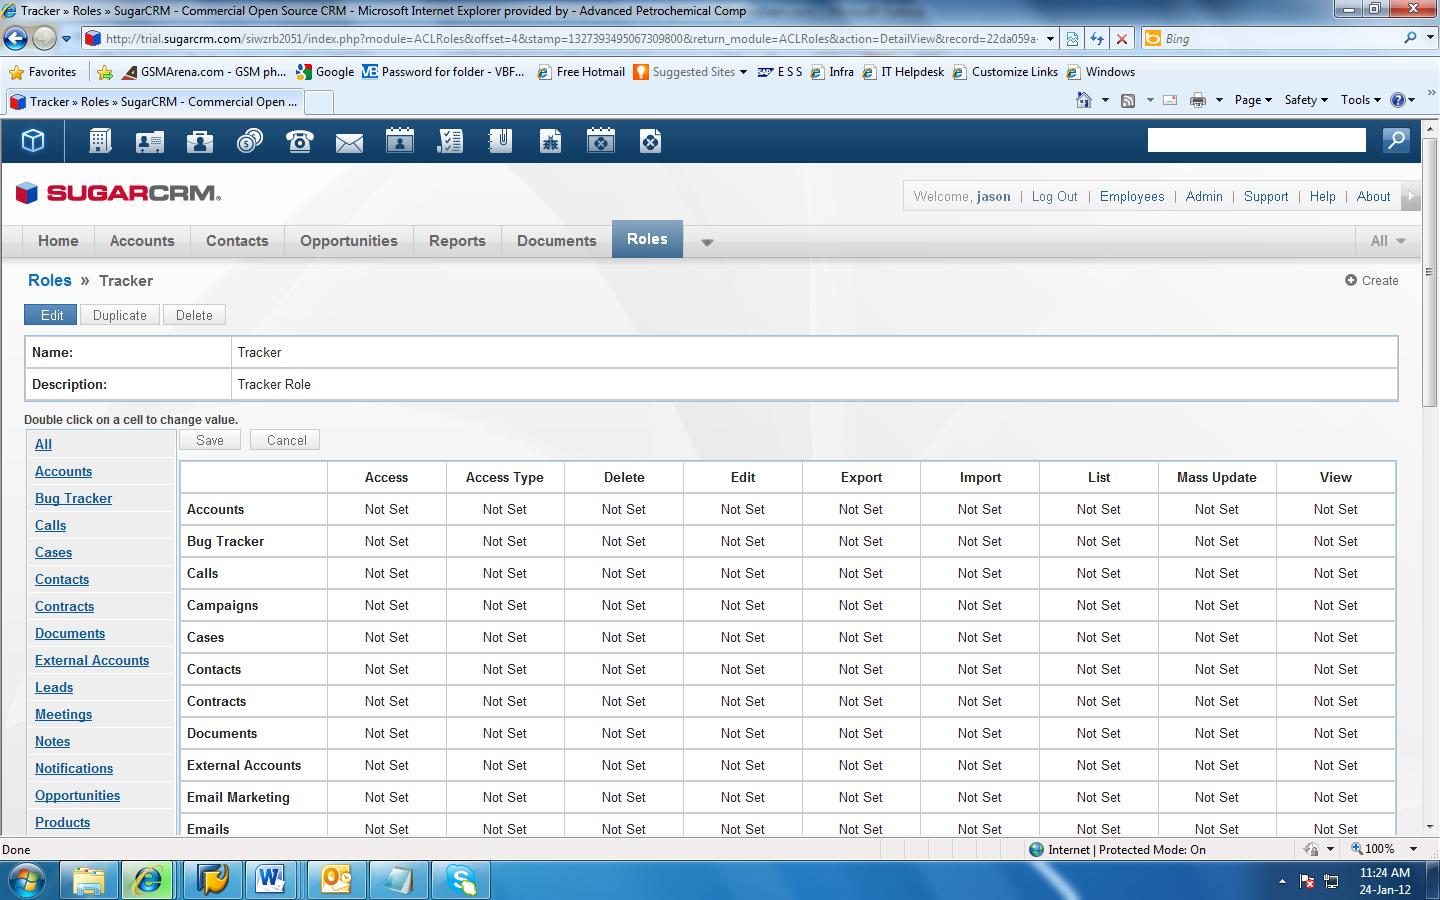 Tracker » Roles » SugarCRM - Commercial Open Source CRM - Microsoft Internet Explorer provided by - Advanced Petrochemical Comp
http://trial.sugarcrm.com/siwzrb2051/index.php?module=ACLRoles&offset=4&stamp=1327393495067309800&return_module=ACLRoles&action=DetailView&record=22da059a-
Bing
Favorites GSMArena.com - GSM ph... Google Password for folder - VBF... Free Hotmail Suggested Sites E S S Infra IT Helpdesk Customize Links Windows
Tracker » Roles » SugarCRM - Commercial Open ... Page Safety Tools
SUGARCRM.
Welcome, jason | Log Out | Employees | Admin | Support | Help | About
Home Accounts Contacts Opportunities Reports Documents Roles All
Roles » Tracker Create
Edit Duplicate Delete
Name: Tracker
Description: Tracker Role
Double click on a cell to change value.
All
Accounts
Bug Tracker
Calls
Cases
Contacts
Contracts
Documents
External Accounts
Leads
Meetings
Notes
Notifications
Opportunities
Products
Save Cancel
Access Access Type Delete Edit Export Import List Mass Update View
Accounts Not Set Not Set Not Set Not Set Not Set Not Set Not Set Not Set Not Set
Bug Tracker Not Set Not Set Not Set Not Set Not Set Not Set Not Set Not Set Not Set
Calls Not Set Not Set Not Set Not Set Not Set Not Set Not Set Not Set Not Set
Campaigns Not Set Not Set Not Set Not Set Not Set Not Set Not Set Not Set Not Set
Cases Not Set Not Set Not Set Not Set Not Set Not Set Not Set Not Set Not Set
Contacts Not Set Not Set Not Set Not Set Not Set Not Set Not Set Not Set Not Set
Contracts Not Set Not Set Not Set Not Set Not Set Not Set Not Set Not Set Not Set
Documents Not Set Not Set Not Set Not Set Not Set Not Set Not Set Not Set Not Set
External Accounts Not Set Not Set Not Set Not Set Not Set Not Set Not Set Not Set Not Set
Email Marketing Not Set Not Set Not Set Not Set Not Set Not Set Not Set Not Set Not Set
Emails Not Set Not Set Not Set Not Set Not Set Not Set Not Set Not Set Not Set
Done Internet | Protected Mode: On 100%
11:24 AM
24-Jan-12